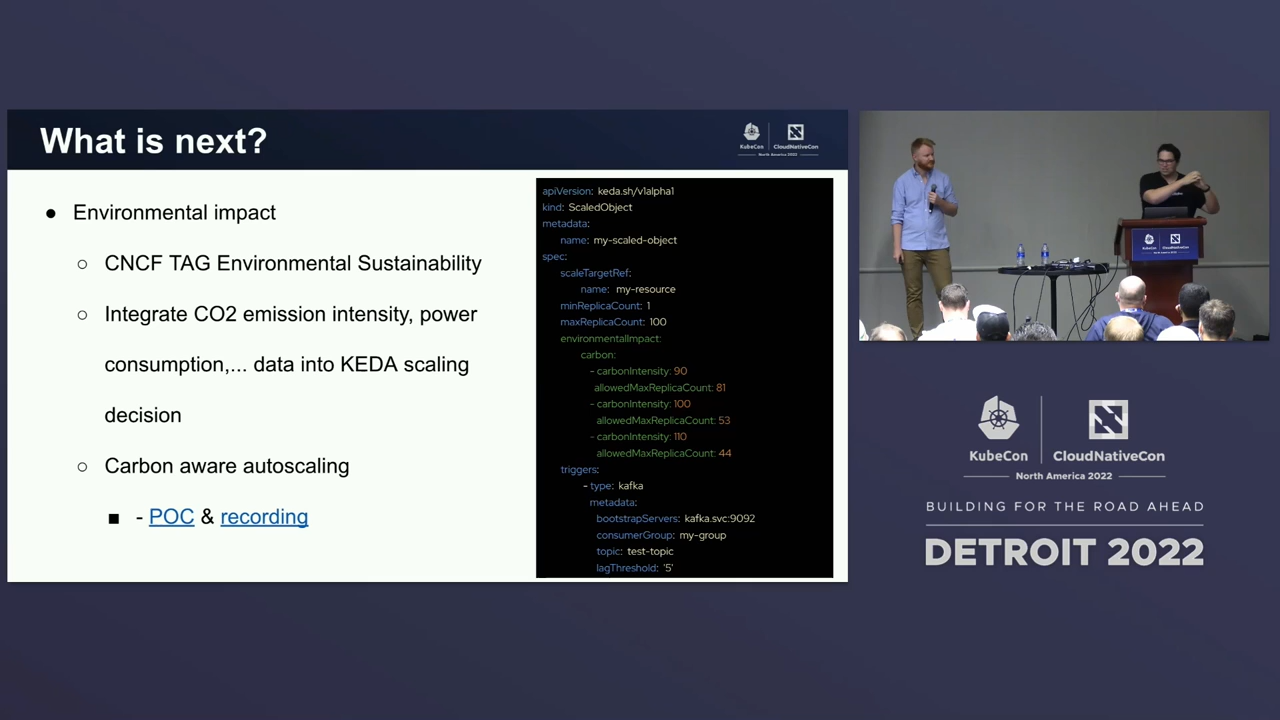 What is next?
KubeCon
CloudNativeCon
North America 2022
● Environmental impact
○ CNCF TAG Environmental Sustainability
○ Integrate CO2 emission intensity, power
consumption,... data into KEDA scaling
decision
○ Carbon aware autoscaling
■ - POC & recording
apiVersion: keda.sh/v1alpha1
kind: ScaledObject
metadata:
name: my-scaled-object
spec:
scaleTargetRef:
name: my-resource
minReplicaCount: 1
maxReplicaCount: 100
environmentalImpact:
carbon:
- carbonIntensity: 90
allowedMaxReplicaCount: 81
- carbonIntensity: 100
allowedMaxReplicaCount: 53
- carbonIntensity: 110
allowedMaxReplicaCount: 44
triggers:
- type: kafka
metadata:
bootstrapServers: kafka.svc:9092
consumerGroup: my-group
topic: test-topic
lagThreshold: '5'
KubeCon
CloudNativeCon
North America 2022
BUILDING FOR THE ROAD AHEAD
DETROIT 2022